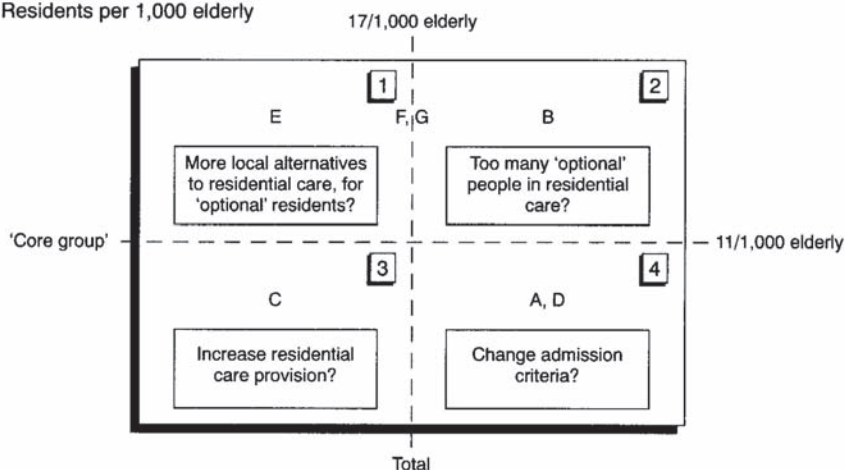 Residents per 1,000 elderly
17/1,000 elderly
1
2
E
F, G
B
More local alternatives
to residential care, for
‘optional’ residents?
Too many ‘optional’
people in residential
care?
‘Core group’
11/1,000 elderly
3
4
C
A, D
Increase residential
care provision?
Change admission
criteria?
Total